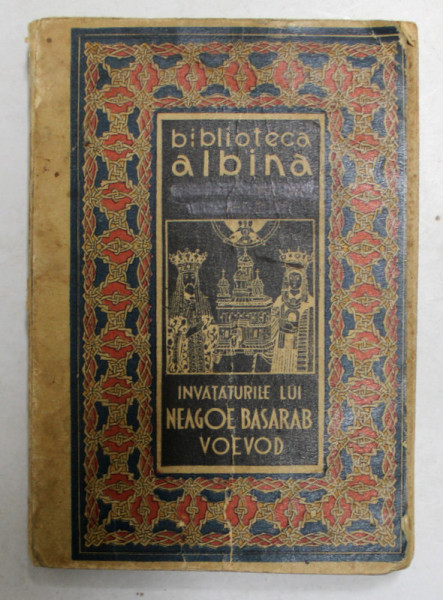 biblioteca
albina
INVATATURILE LUI
NEAGOE BASARAB
VOEVOD